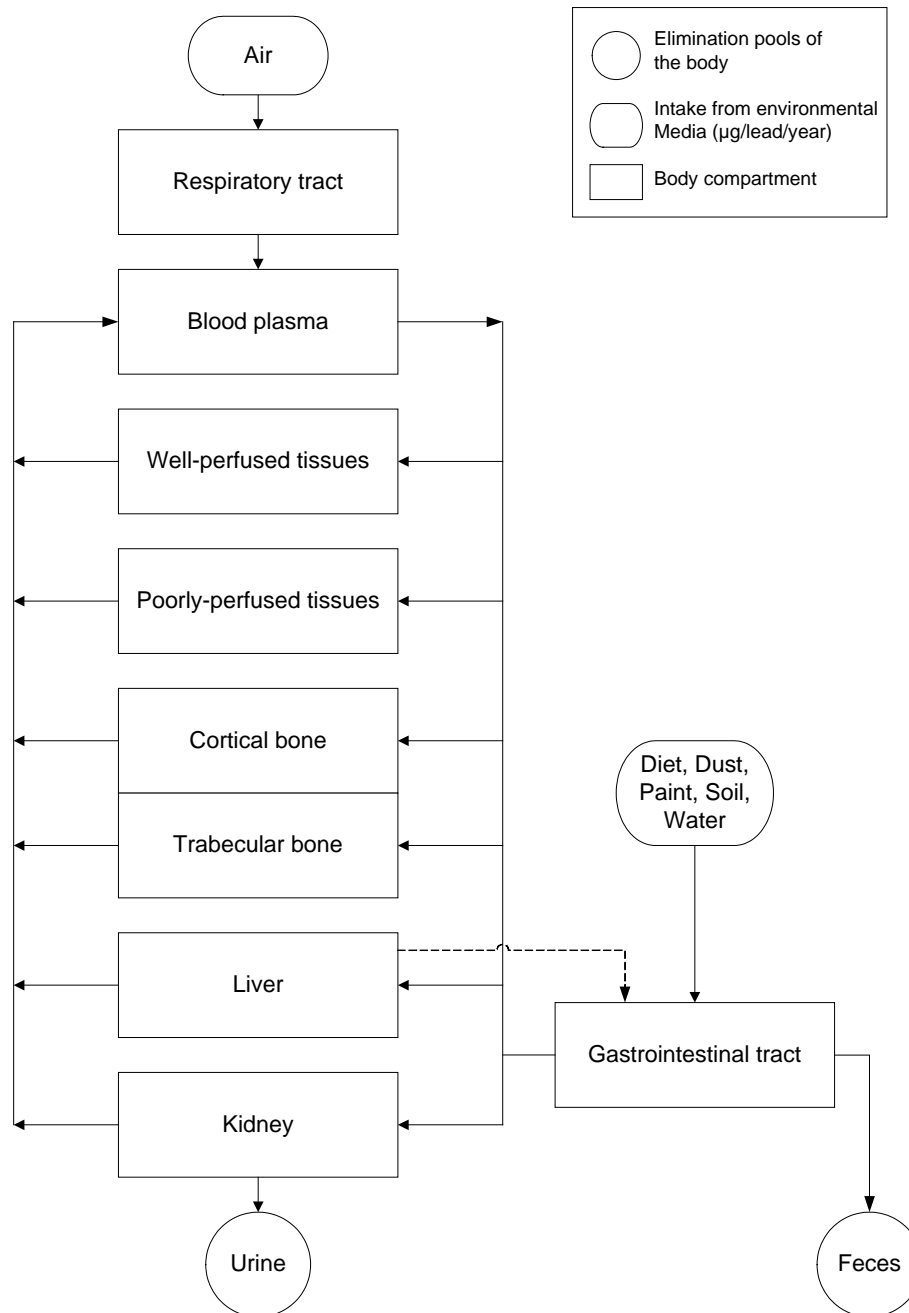 Air
Elimination pools of
the body
Intake from environmental
Media (µg/lead/year)
Body compartment
Respiratory tract
Blood plasma
Well-perfused tissues
Poorly-perfused tissues
Cortical bone
Trabecular bone
Diet, Dust,
Paint, Soil,
Water
Liver
Gastrointestinal tract
Kidney
Urine
Feces